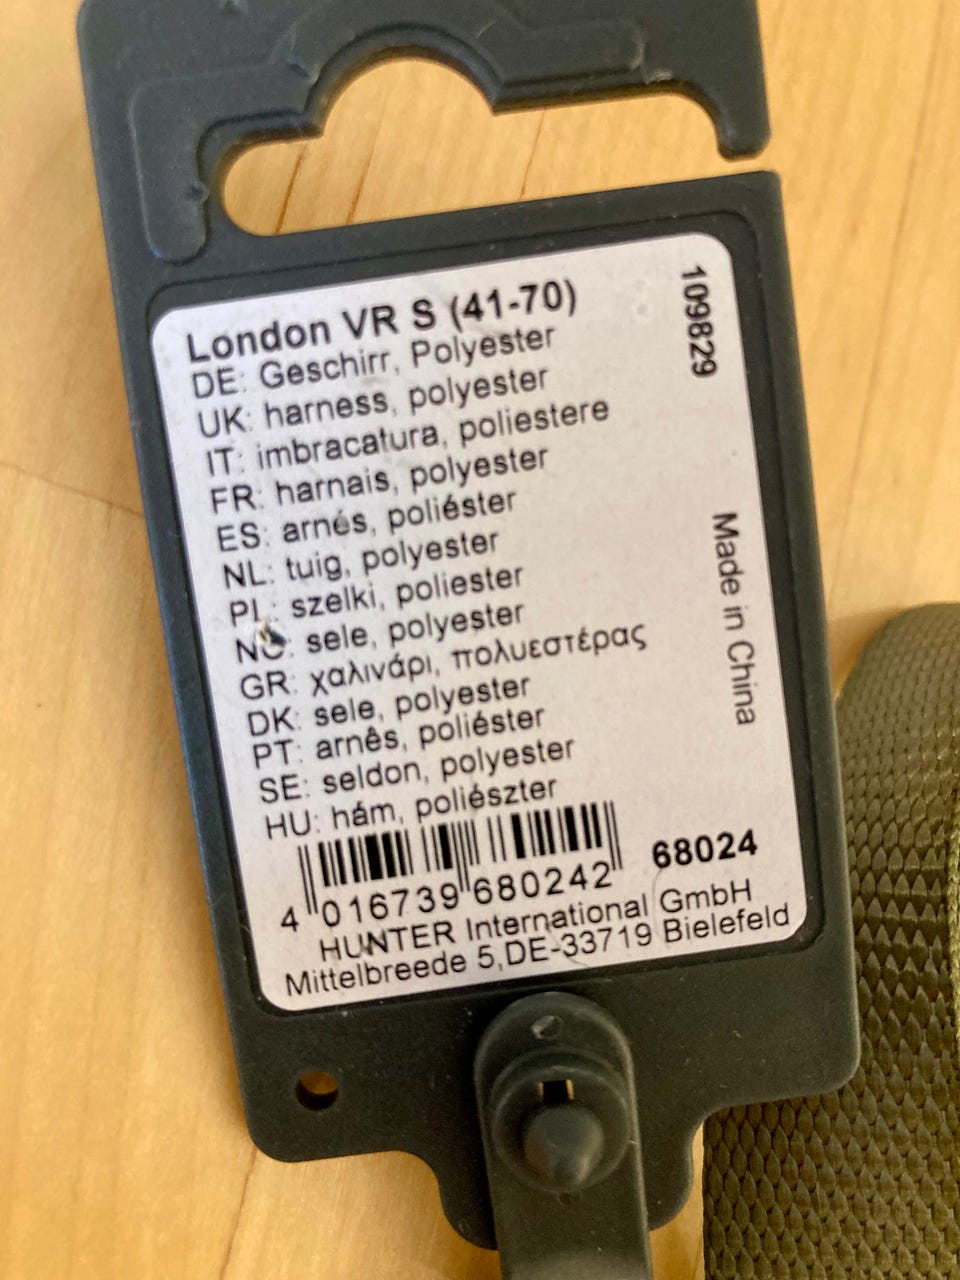 London VR S (41-70)
DE: Geschirr, Polyester
UK: harness, polyester
IT: imbracatura, poliestere
FR: harnais, polyester
ES: arnés, poliéster
NL: tuig, polyester
PL: szelki, poliester
NO: sele, polyester
GR: χαλινάρι, πολυεστέρας
DK: sele, polyester
PT: arnês, poliéster
SE: seldon, polyester
HU: hám, poliészter
4 016739 680242
68024
HUNTER International GmbH
Mittelbreede 5,DE-33719 Bielefeld
109829
Made in China